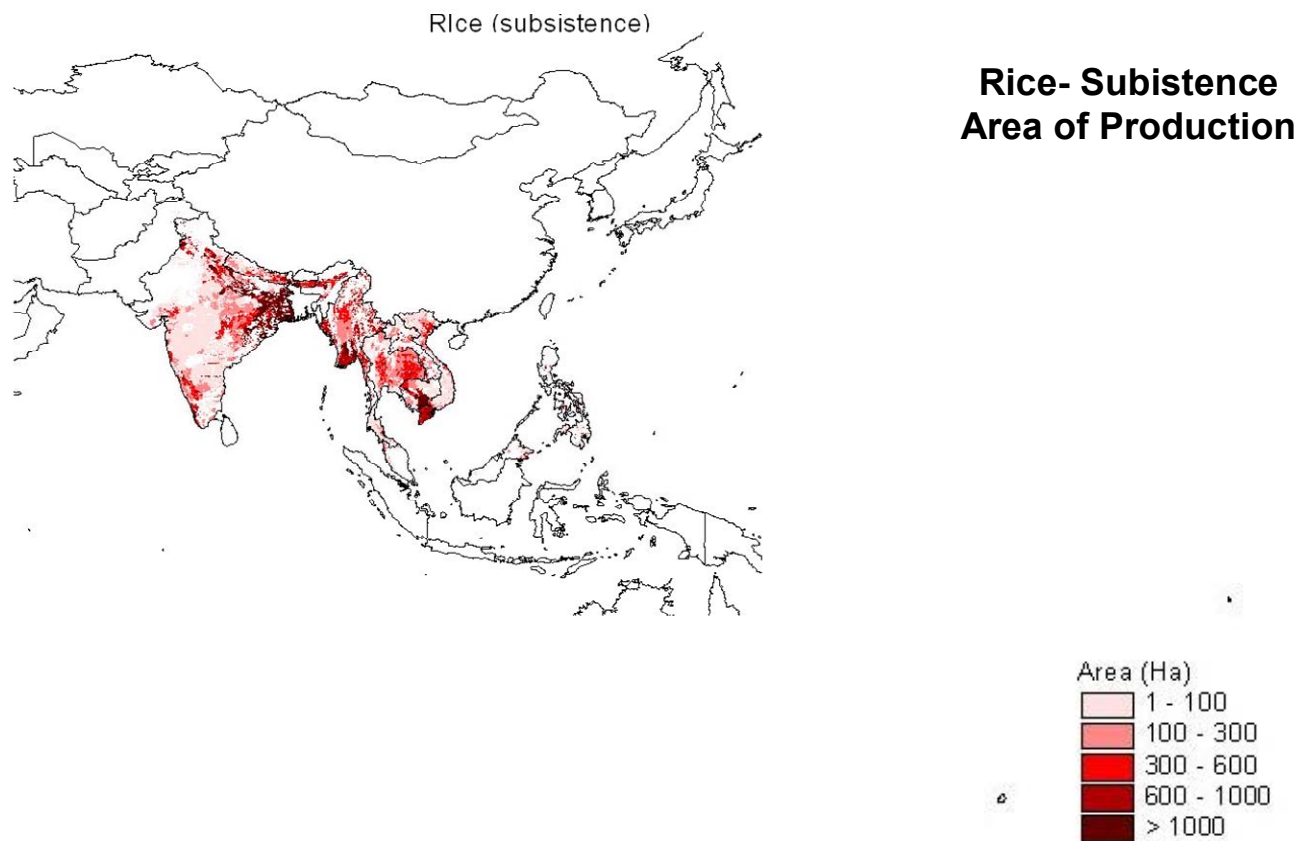 RIce (subsistence)
Rice- Subistence
Area of Production
Area (Ha)
1 - 100
100 - 300
300 - 600
600 - 1000
> 1000